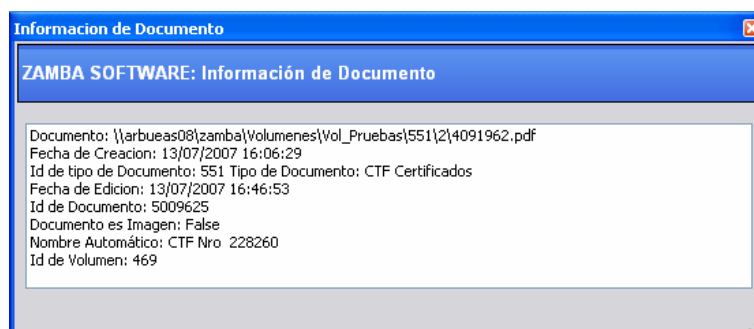 Informacion de Documento
ZAMBA SOFTWARE: Información de Documento
Documento: \\arbueas08\zamba\Volumenes\Vol_Pruebas\551\2\4091962.pdf
Fecha de Creacion: 13/07/2007 16:06:29
Id de tipo de Documento: 551 Tipo de Documento: CTF Certificados
Fecha de Edicion: 13/07/2007 16:46:53
Id de Documento: 5009625
Documento es Imagen: False
Nombre Automático: CTF Nro  228260
Id de Volumen: 469